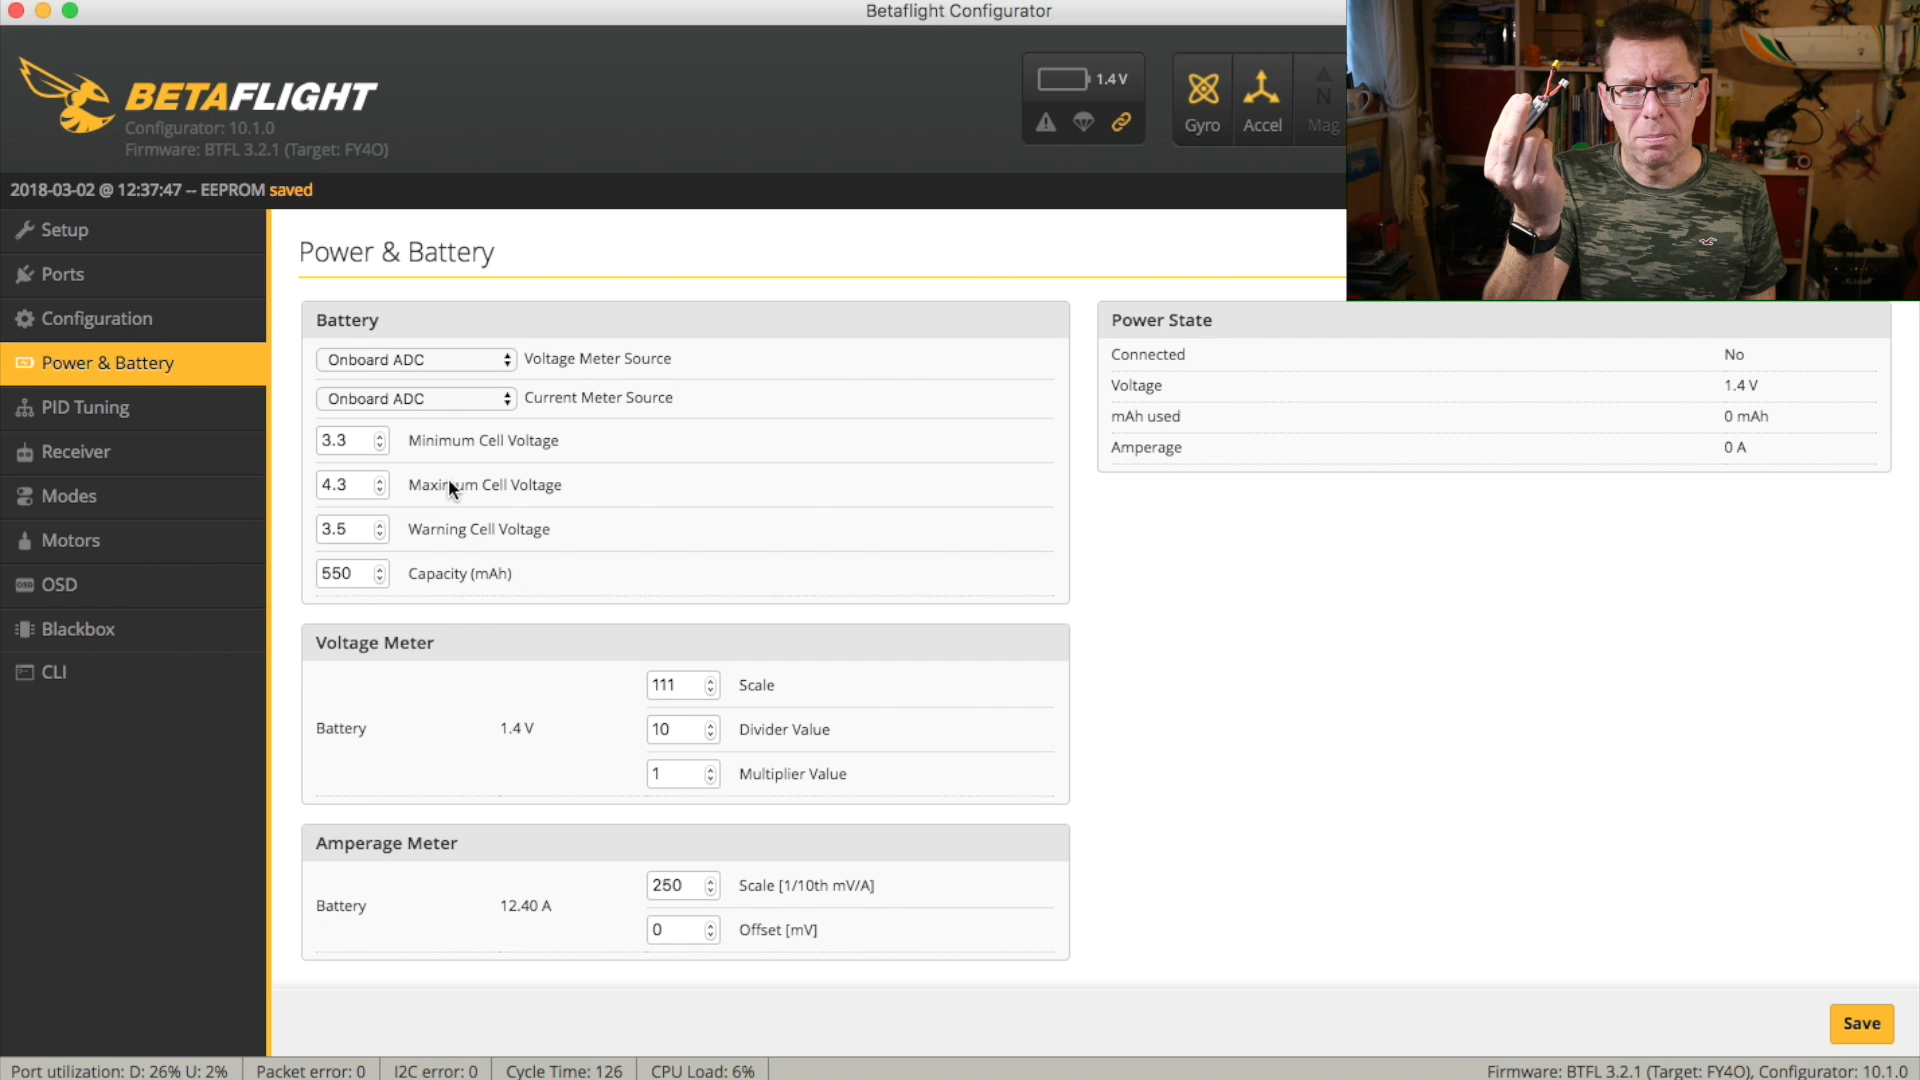 Betaflight Configurator
BETAFLIGHT
Configurator: 10.1.0
Firmware: BTFL 3.2.1 (Target: FY4O)
1.4 V
Gyro
Accel
Mag
2018-03-02 @ 12:37:47 -- EEPROM saved
Setup
Ports
Configuration
Power & Battery
PID Tuning
Receiver
Modes
Motors
OSD
Blackbox
CLI
Power & Battery
Battery
Onboard ADC Voltage Meter Source
Onboard ADC Current Meter Source
3.3 Minimum Cell Voltage
4.3 Maximum Cell Voltage
3.5 Warning Cell Voltage
550 Capacity (mAh)
Voltage Meter
111 Scale
Battery 1.4 V 10 Divider Value
1 Multiplier Value
Amperage Meter
250 Scale [1/10th mV/A]
Battery 12.40 A
0 Offset [mV]
Power State
Connected No
Voltage 1.4 V
mAh used 0 mAh
Amperage 0 A
Save
Port utilization: D: 26% U: 2% Packet error: 0 I2C error: 0 Cycle Time: 126 CPU Load: 6% Firmware: BTFL 3.2.1 (Target: FY4O), Configurator: 10.1.0